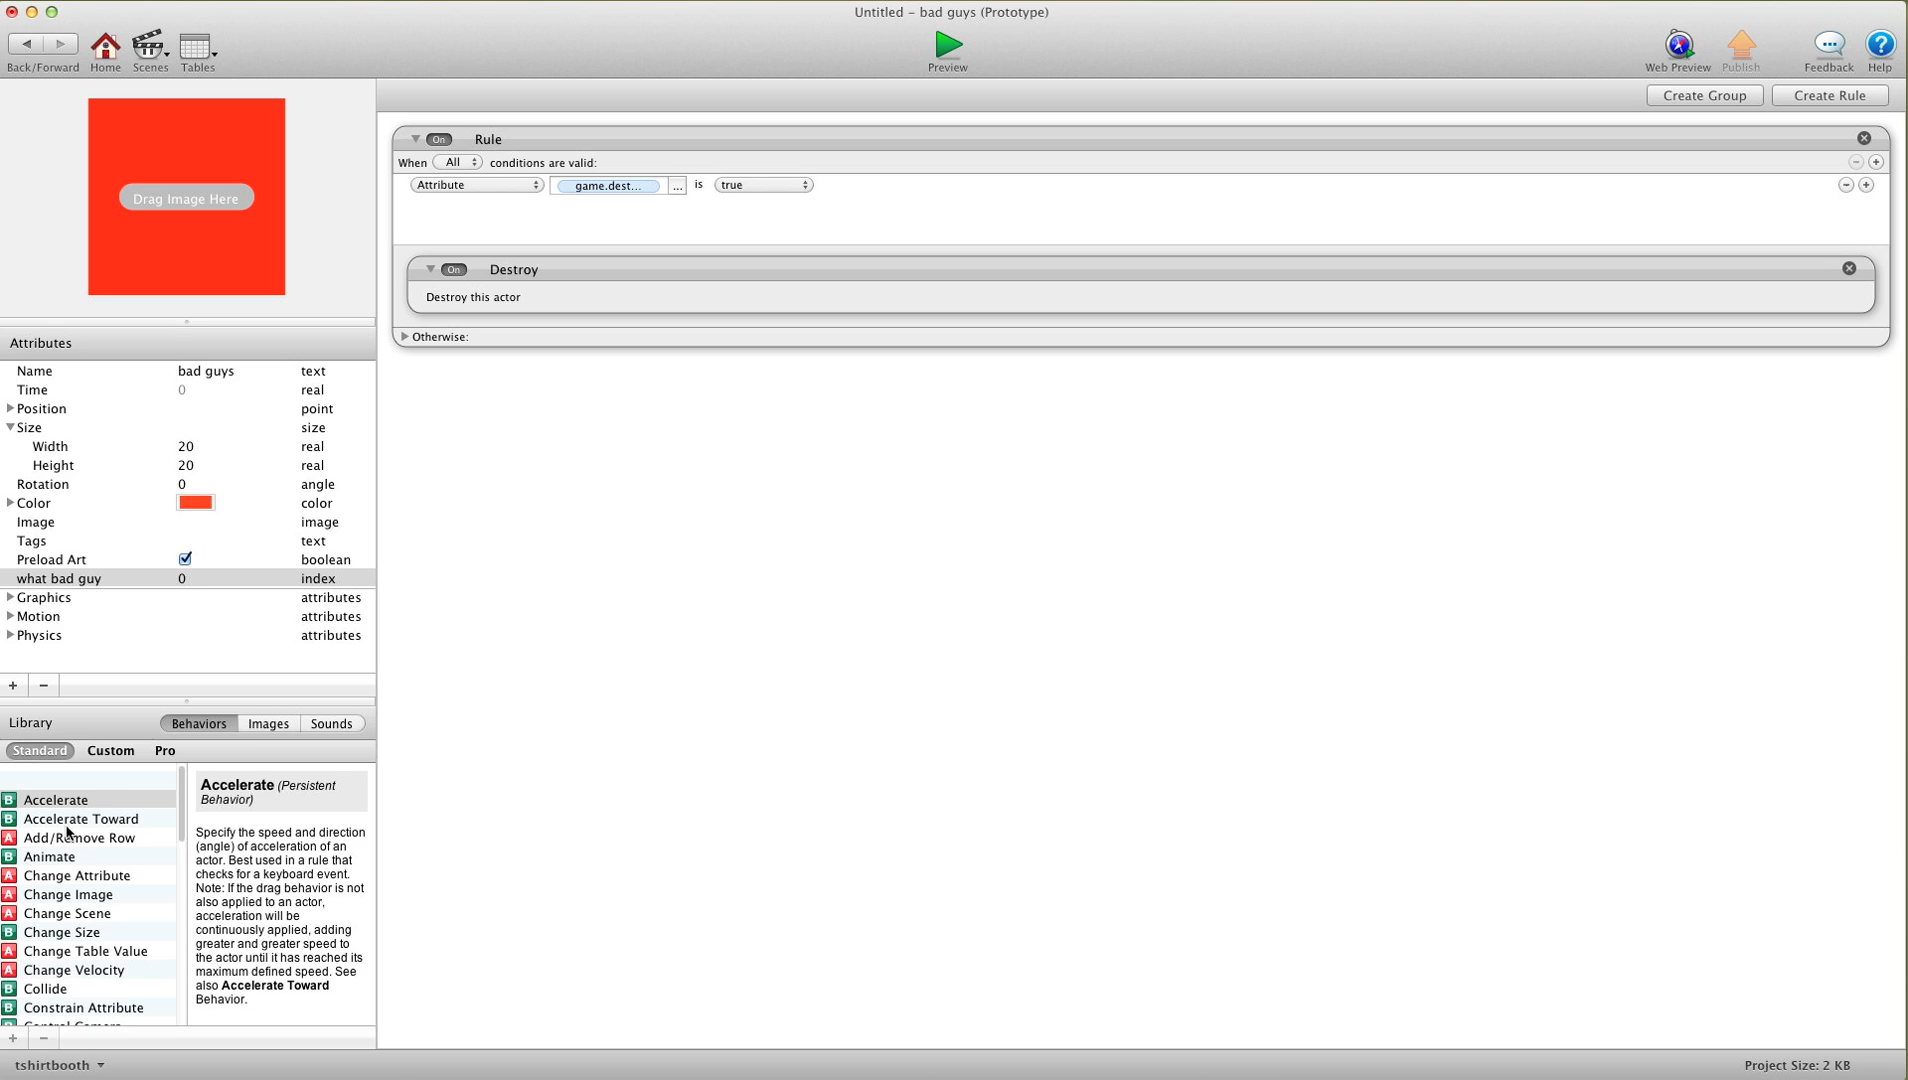 Untitled – bad guys (Prototype)
Back/Forward Home Scenes Tables Preview Web Preview Publish Feedback Help
Create Group Create Rule
Drag Image Here
On Rule
When All conditions are valid:
Attribute game.dest... ... is true
On Destroy
Destroy this actor
Otherwise:
Attributes
Name bad guys text
Time 0 real
Position point
Size size
Width 20 real
Height 20 real
Rotation 0 angle
Color color
Image image
Tags text
Preload Art boolean
what bad guy 0 index
Graphics attributes
Motion attributes
Physics attributes
Library Behaviors Images Sounds
Standard Custom Pro
B Accelerate
B Accelerate Toward
A Add/Remove Row
B Animate
A Change Attribute
A Change Image
A Change Scene
B Change Size
A Change Table Value
A Change Velocity
B Collide
B Constrain Attribute
Accelerate (Persistent
Behavior)
Specify the speed and direction
(angle) of acceleration of an
actor. Best used in a rule that
checks for a keyboard event.
Note: If the drag behavior is not
also applied to an actor,
acceleration will be
continuously applied, adding
greater and greater speed to
the actor until it has reached its
maximum defined speed. See
also Accelerate Toward
Behavior.
tshirtbooth Project Size: 2 KB